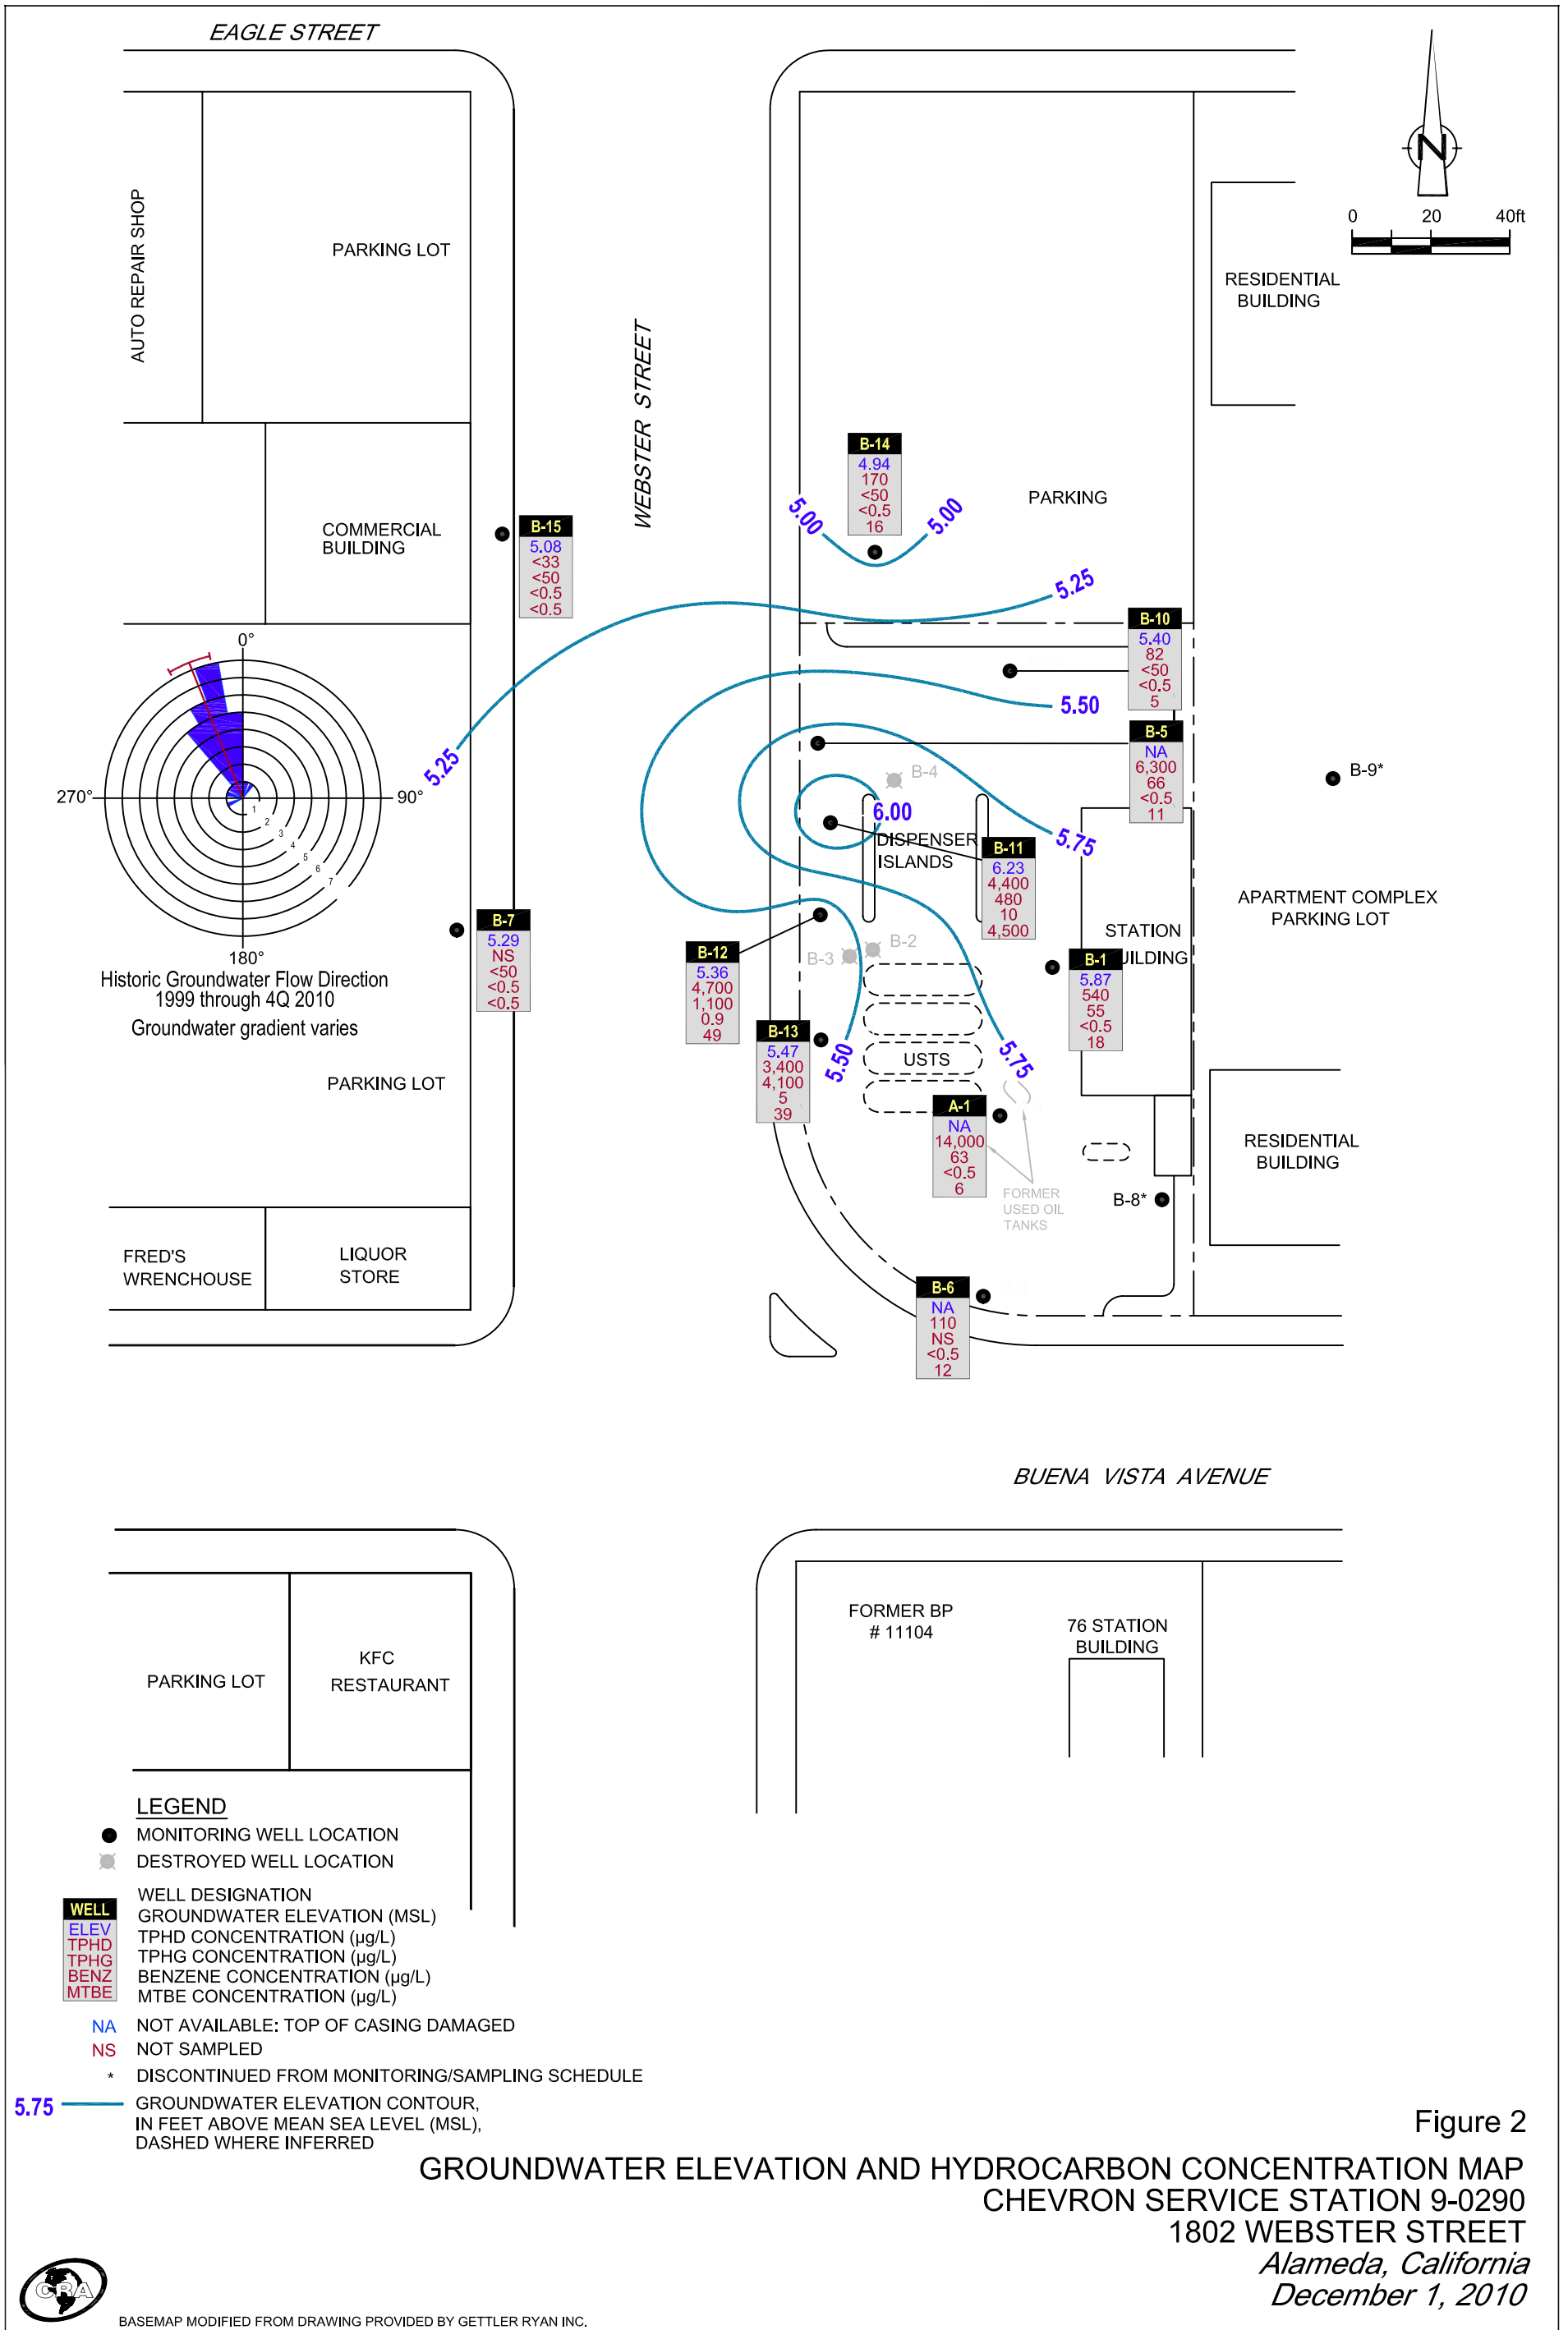 EAGLE STREET
AUTO REPAIR SHOP
PARKING LOT
N
0 20 40ft
RESIDENTIAL
BUILDING
WEBSTER STREET
B-14
4.94
170
<50
<0.5
16
5.00
5.00
PARKING
COMMERCIAL
BUILDING
B-15
5.08
<33
<50
<0.5
<0.5
5.25
5.25
B-10
5.40
82
<50
<0.5
5
5.50
B-5
NA
6,300
66
<0.5
11
0°
270°
90°
180°
1
2
3
4
5
6
7
Historic Groundwater Flow Direction
1999 through 4Q 2010
Groundwater gradient varies
B-4
B-9*
6.00
DISPENSER
ISLANDS
5.75
B-11
6.23
4,400
480
10
4,500
APARTMENT COMPLEX
PARKING LOT
STATION
UILDING
B-7
5.29
NS
<50
<0.5
<0.5
B-12
5.36
4,700
1,100
0.9
49
B-3
B-2
B-1
5.87
540
55
<0.5
18
B-13
5.47
3,400
4,100
5
39
5.50
USTS
5.75
PARKING LOT
A-1
NA
14,000
63
<0.5
6
FORMER
USED OIL
TANKS
RESIDENTIAL
BUILDING
B-8*
FRED'S
WRENCHOUSE
LIQUOR
STORE
B-6
NA
110
NS
<0.5
12
BUENA VISTA AVENUE
PARKING LOT
KFC
RESTAURANT
FORMER BP
# 11104
76 STATION
BUILDING
LEGEND
MONITORING WELL LOCATION
DESTROYED WELL LOCATION
WELL WELL DESIGNATION
ELEV GROUNDWATER ELEVATION (MSL)
TPHD TPHD CONCENTRATION (µg/L)
TPHG TPHG CONCENTRATION (µg/L)
BENZ BENZENE CONCENTRATION (µg/L)
MTBE MTBE CONCENTRATION (µg/L)
NA NOT AVAILABLE: TOP OF CASING DAMAGED
NS NOT SAMPLED
* DISCONTINUED FROM MONITORING/SAMPLING SCHEDULE
5.75 GROUNDWATER ELEVATION CONTOUR,
IN FEET ABOVE MEAN SEA LEVEL (MSL),
DASHED WHERE INFERRED
Figure 2
GROUNDWATER ELEVATION AND HYDROCARBON CONCENTRATION MAP
CHEVRON SERVICE STATION 9-0290
1802 WEBSTER STREET
Alameda, California
December 1, 2010
CRA
BASEMAP MODIFIED FROM DRAWING PROVIDED BY GETTLER RYAN INC.